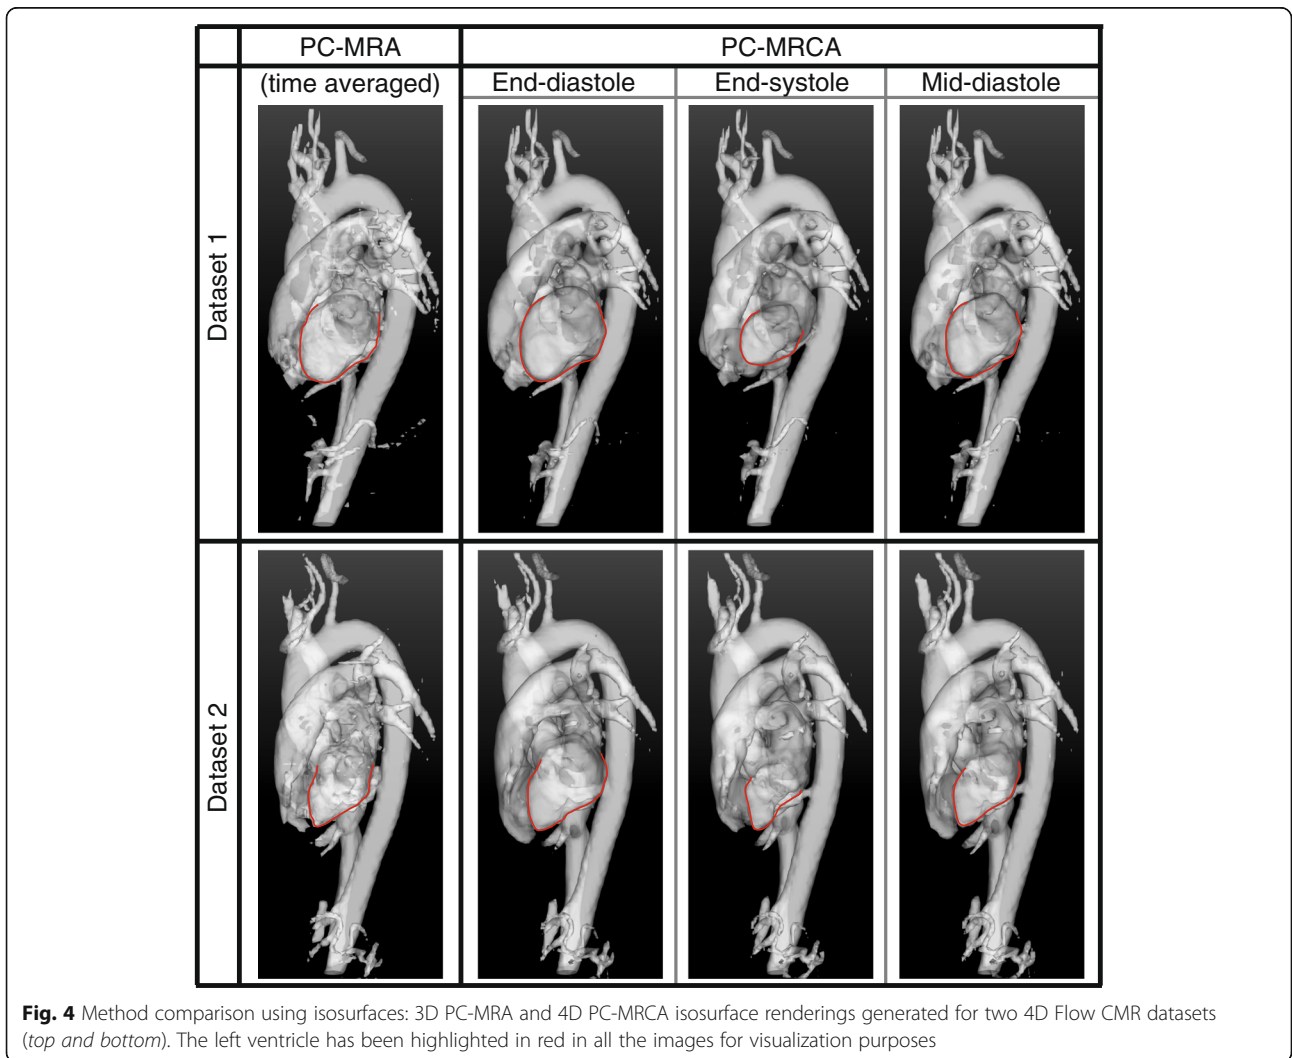 PC-MRA
PC-MRCA
(time averaged)
End-diastole
End-systole
Mid-diastole
Dataset 1
Dataset 2
Fig. 4 Method comparison using isosurfaces: 3D PC-MRA and 4D PC-MRCA isosurface renderings generated for two 4D Flow CMR datasets
(top and bottom). The left ventricle has been highlighted in red in all the images for visualization purposes